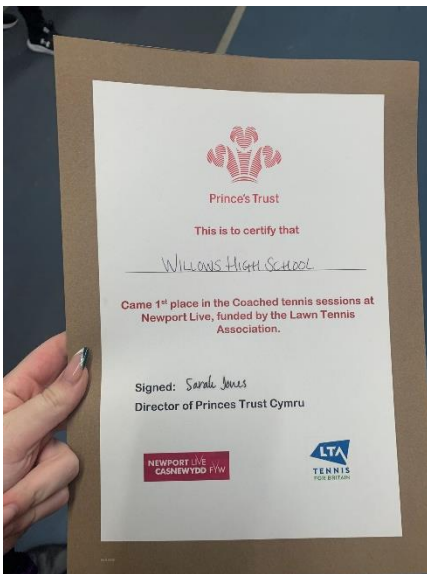 Prince's Trust
This is to certify that
WILLOWS HIGH SCHOOL
Came 1st place in the Coached tennis sessions at
Newport Live, funded by the Lawn Tennis
Association.
Signed: Sarah Jones
Director of Princes Trust Cymru
NEWPORT LIVE
CASNEWYDD FYW
LTA
TENNIS
FOR BRITAIN